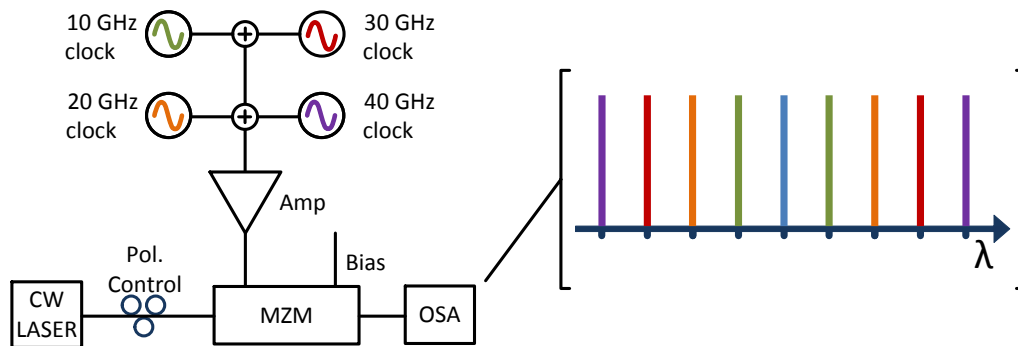 10 GHz
clock
30 GHz
clock
20 GHz
clock
40 GHz
clock
Amp
Pol.
Control
Bias
CW
LASER
MZM
OSA
λ